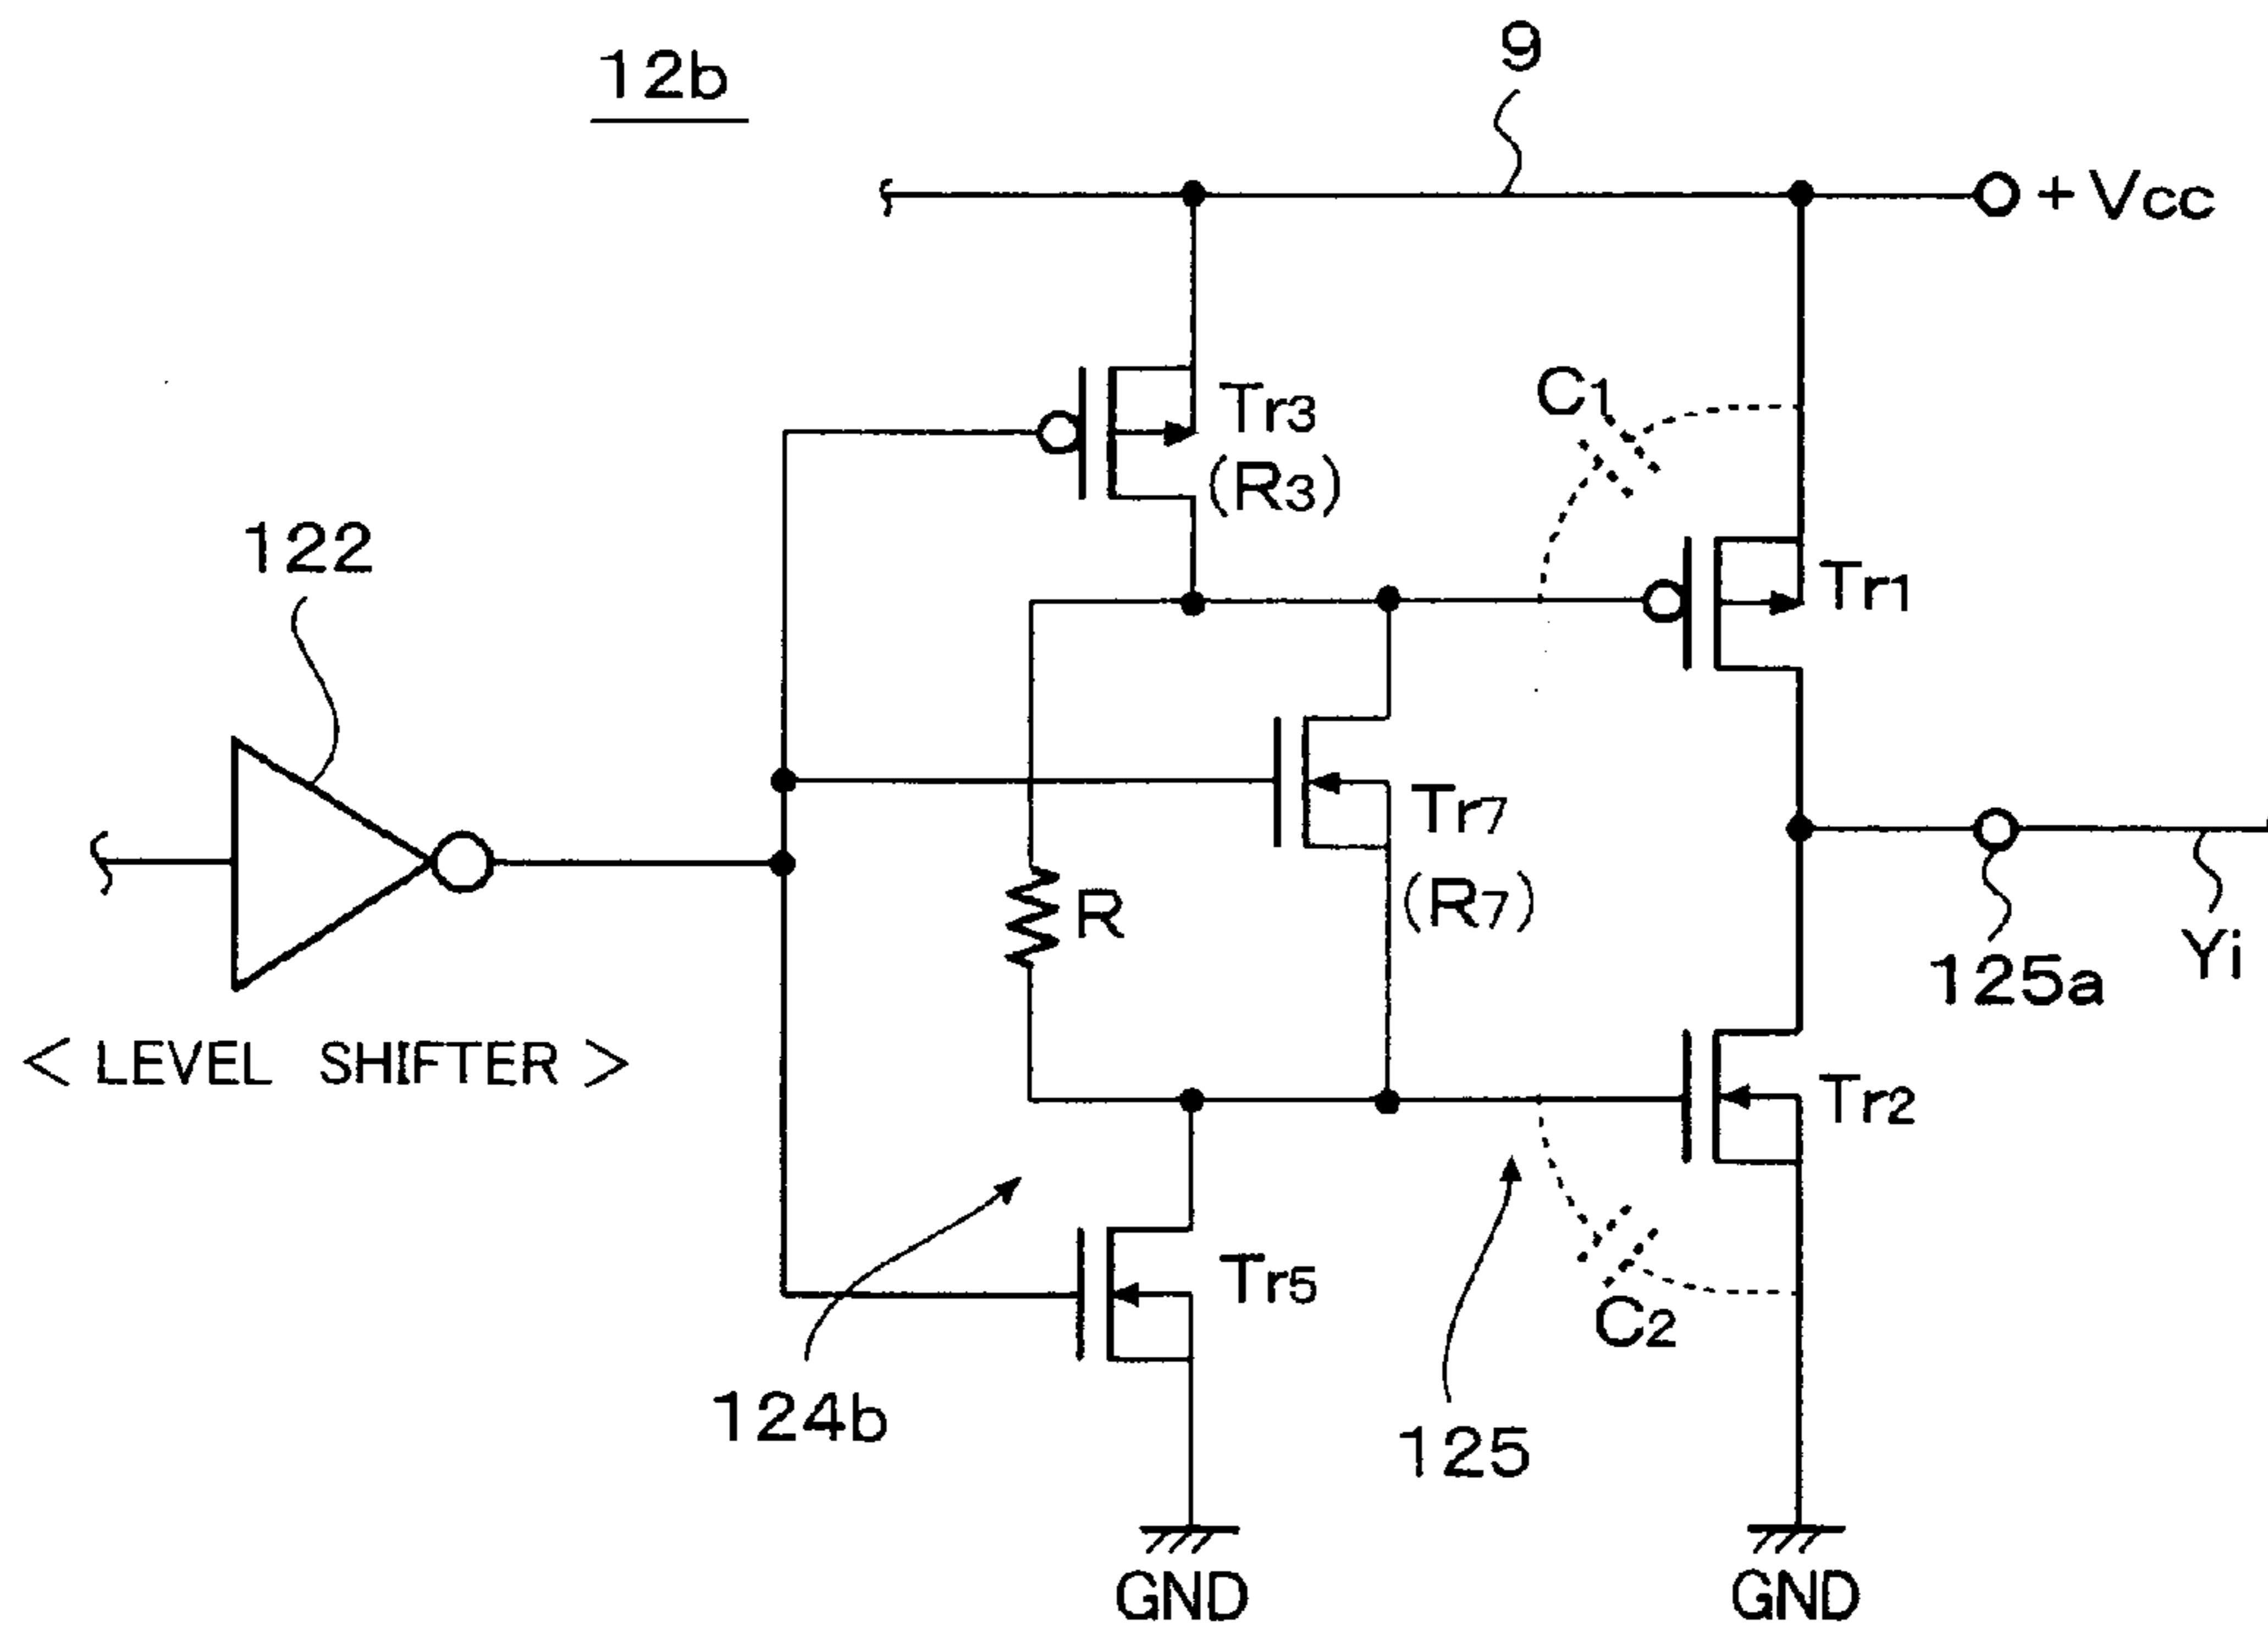 12b
9
+Vcc
Tr3
(R3)
C1
122
Tr1
Tr7
(R7)
R
125a
Yi
< LEVEL SHIFTER >
Tr2
Tr5
C2
124b
125
GND
GND